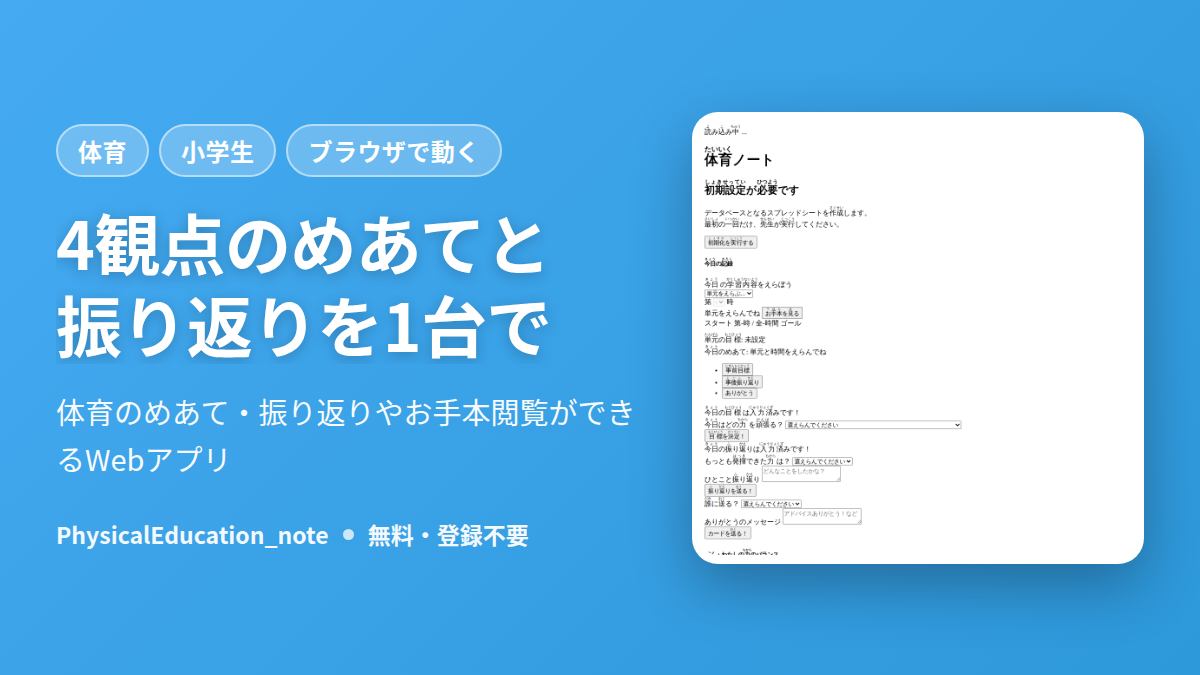 体育
小学生
ブラウザで動く
4観点のめあてと
振り返りを1台で
体育のめあて・振り返りやお手本閲覧ができ
るWebアプリ
PhysicalEducation_note
無料・登録不要
読み込み中 ...
体育ノート
初期設定が必要です
データベースとなるスプレッドシートを作成します。
最初の一回だけ、先生が実行してください。
初期化を実行する
今日の記録
今日の学習内容をえらぼう
単元をえらぶ...
第 時
単元をえらんでね お手本を見る
スタート 第-時 / 全-時間 ゴール
単元の目標: 未設定
今日のめあて: 単元と時間をえらんでね
事前目標
事後振り返り
ありがとう
今日の目標は入力済みです！
今日はどの力を頑張る？ 選えらんでください
目標を決定！
今日の振り返りは入力済みです！
もっとも発揮できた力は？ 選えらんでください
どんなことをしたかな？
ひとこと振り返り
振り返りを送る！
誰に送る？ 選えらんでください
アドバイスありがとう！など
ありがとうのメッセージ
カードを送る！